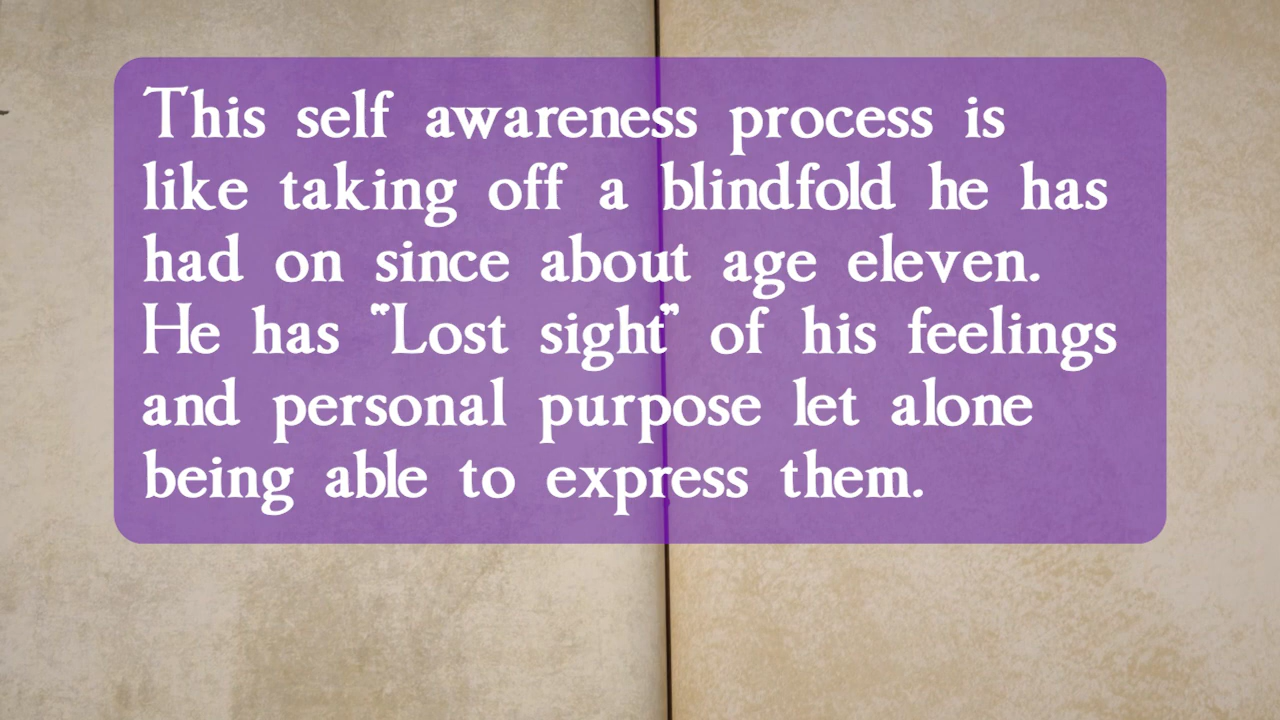 This self awareness process is
like taking off a blindfold he has
had on since about age eleven.
He has "Lost sight" of his feelings
and personal purpose let alone
being able to express them.